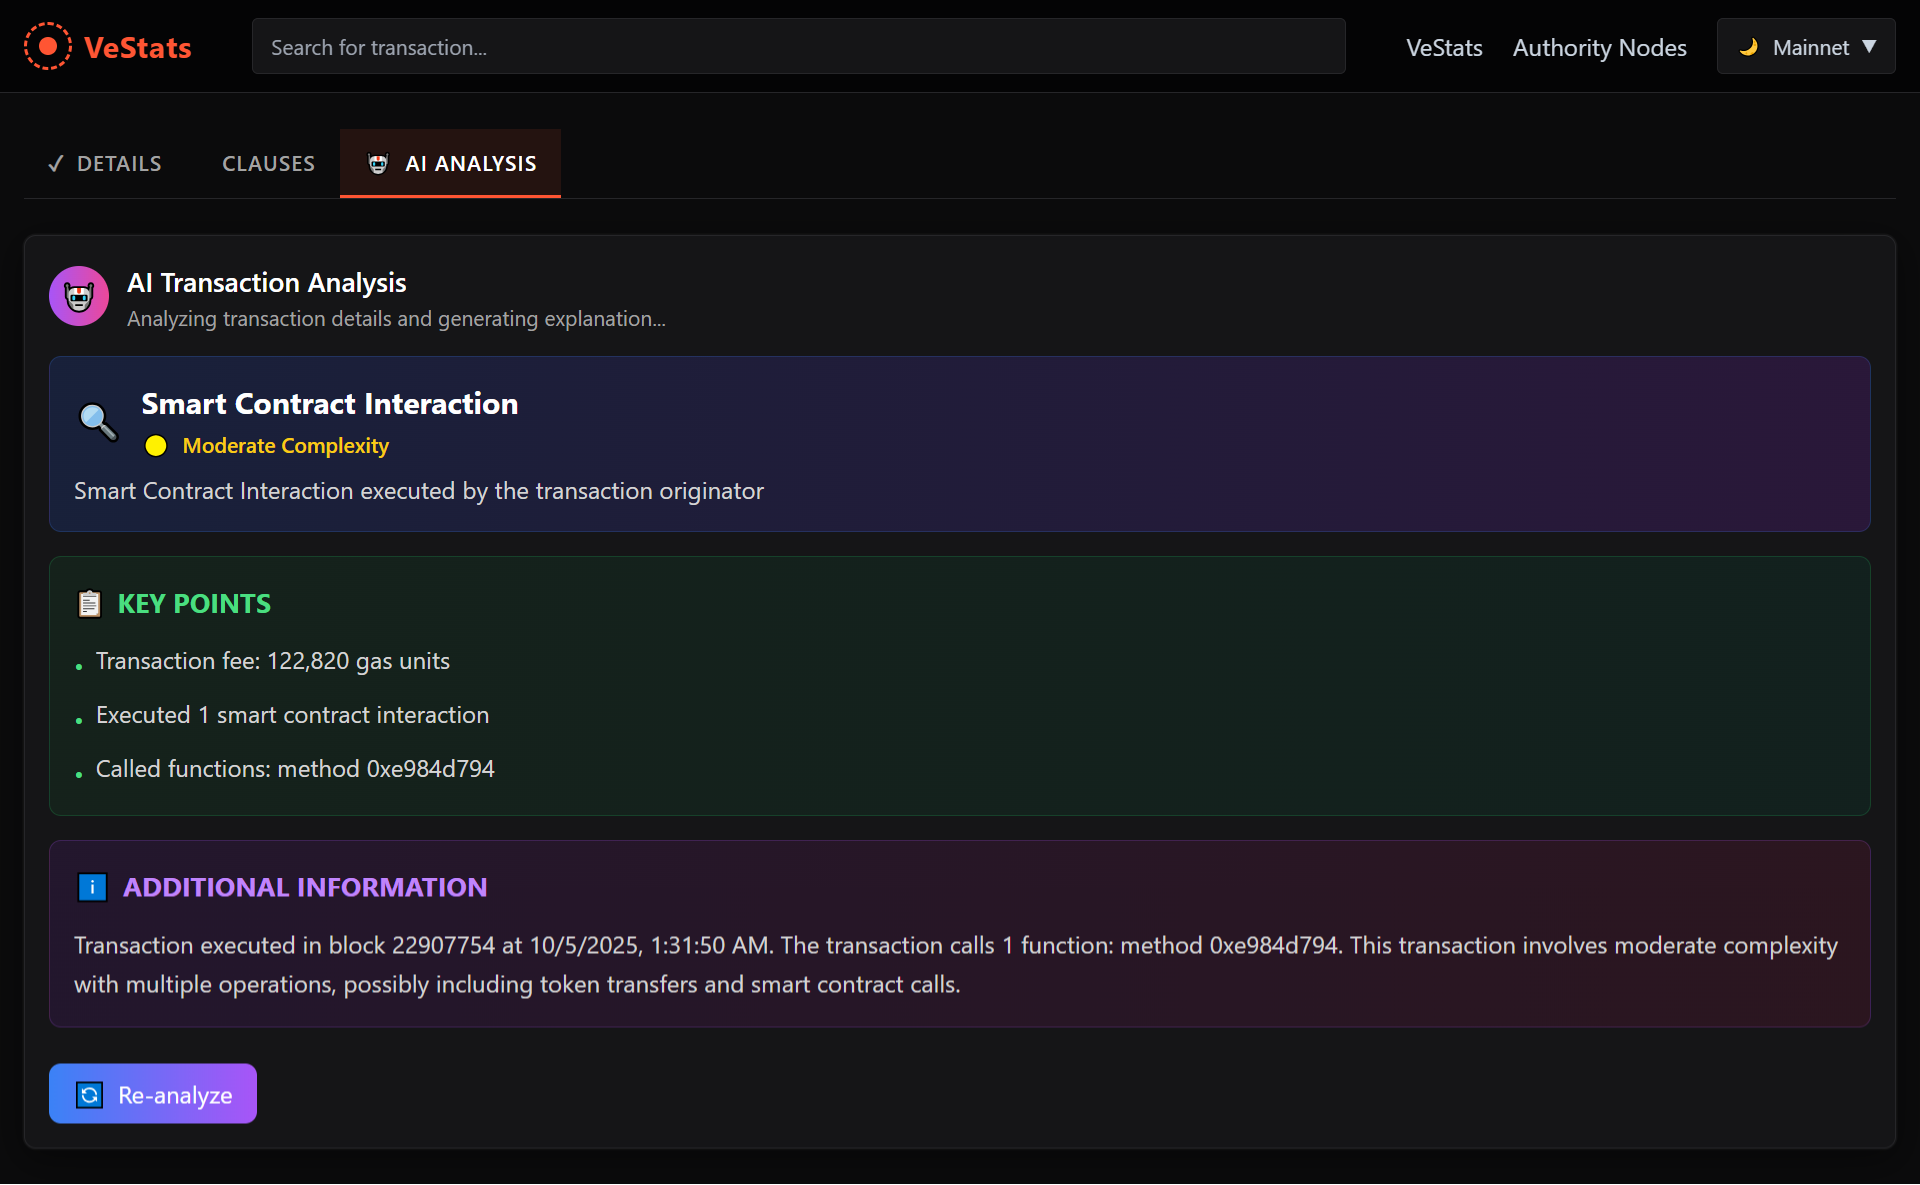 VeStats
Search for transaction...
VeStats
Authority Nodes
Mainnet ▼
✓ DETAILS
CLAUSES
AI ANALYSIS
AI Transaction Analysis
Analyzing transaction details and generating explanation...
Smart Contract Interaction
Moderate Complexity
Smart Contract Interaction executed by the transaction originator
KEY POINTS
• Transaction fee: 122,820 gas units
• Executed 1 smart contract interaction
• Called functions: method 0xe984d794
ADDITIONAL INFORMATION
Transaction executed in block 22907754 at 10/5/2025, 1:31:50 AM. The transaction calls 1 function: method 0xe984d794. This transaction involves moderate complexity
with multiple operations, possibly including token transfers and smart contract calls.
Re-analyze